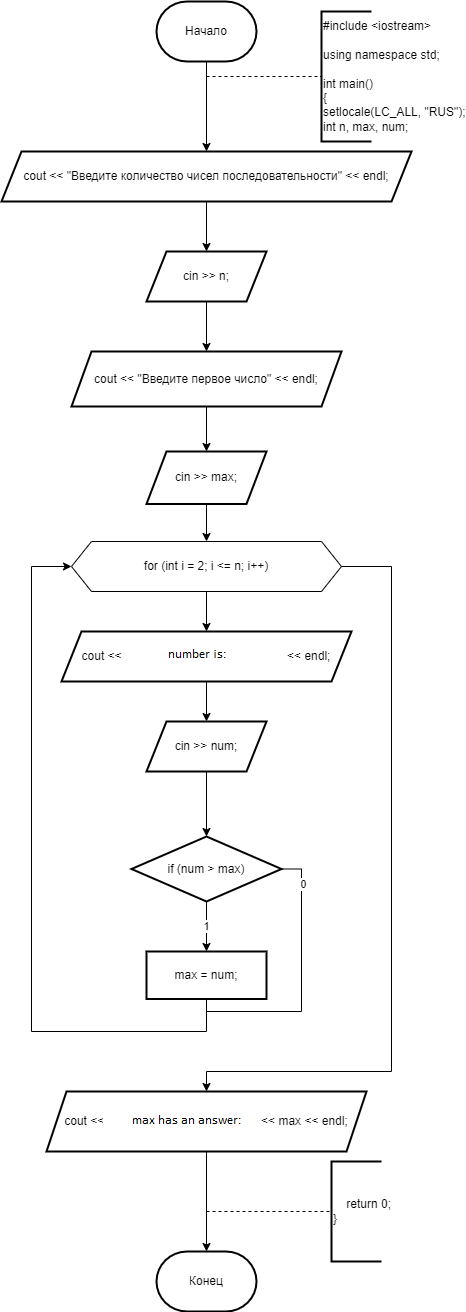 Начало
#include <iostream>
using namespace std;
int main()
{
setlocale(LC_ALL, "RUS");
int n, max, num;
cout << "Введите количество чисел последовательности" << endl;
cin >> n;
cout << "Введите первое число" << endl;
cin >> max;
for (int i = 2; i <= n; i++)
cout << number is: << endl;
cin >> num;
if (num > max)
0
1
max = num;
cout << max has an answer: << max << endl;
return 0;
}
Конец